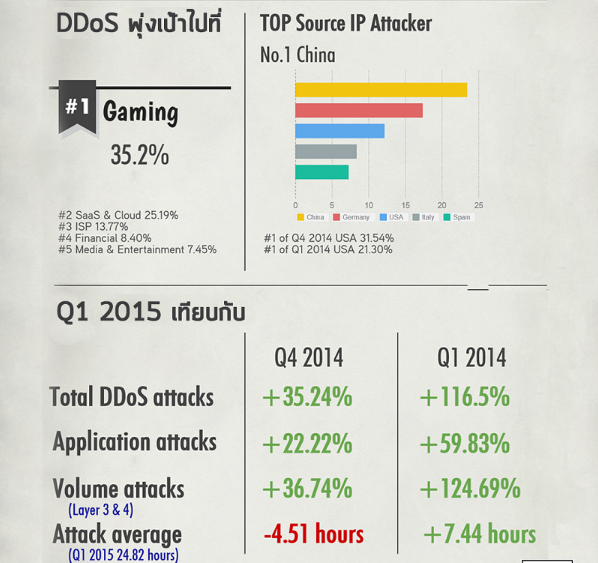 DDoS พุ่งเป้าไปที่
#1 Gaming
35.2%
#2 SaaS & Cloud 25.19%
#3 ISP 13.77%
#4 Financial 8.40%
#5 Media & Entertainment 7.45%
TOP Source IP Attacker
No.1 China
0 5 10 15 20 25
China Germany USA Italy Spain
#1 of Q4 2014 USA 31.54%
#1 of Q1 2014 USA 21.30%
Q1 2015 เทียบกับ
Q4 2014 Q1 2014
Total DDoS attacks +35.24% +116.5%
Application attacks +22.22% +59.83%
Volume attacks +36.74% +124.69%
(Layer 3 & 4)
Attack average -4.51 hours +7.44 hours
(Q1 2015 24.82 hours)